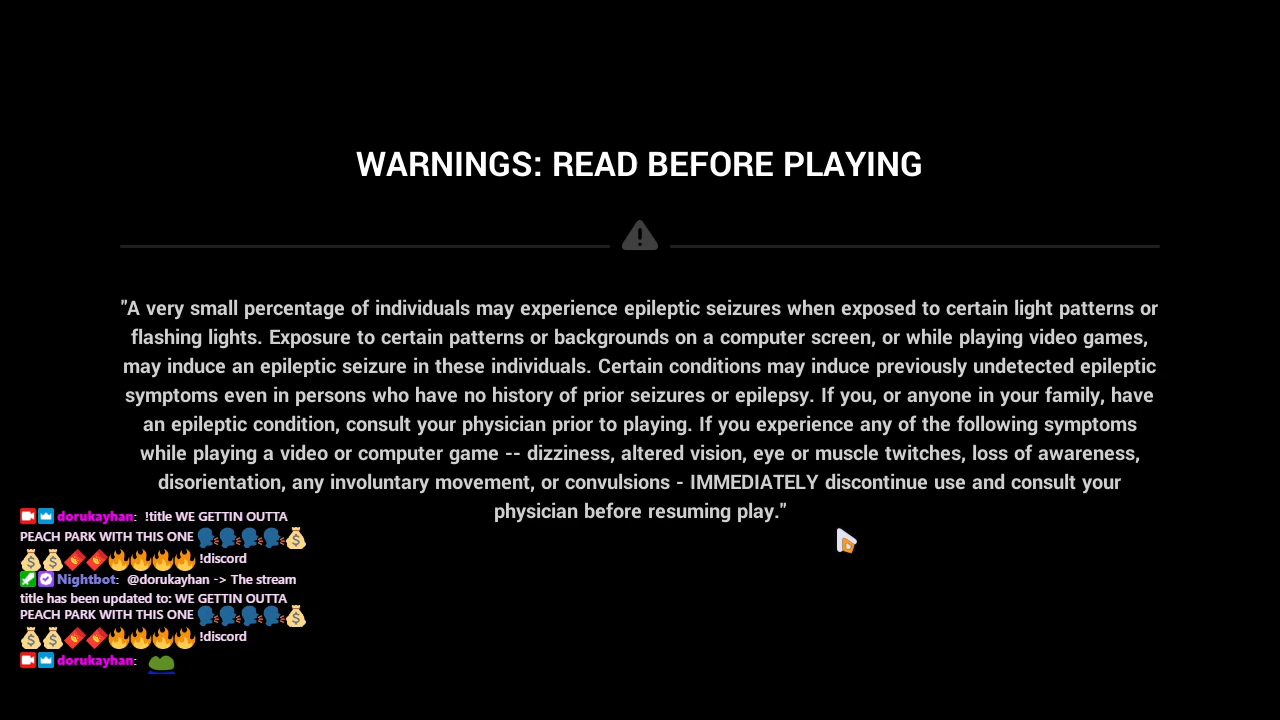 WARNINGS: READ BEFORE PLAYING
"A very small percentage of individuals may experience epileptic seizures when exposed to certain light patterns or
flashing lights. Exposure to certain patterns or backgrounds on a computer screen, or while playing video games,
may induce an epileptic seizure in these individuals. Certain conditions may induce previously undetected epileptic
symptoms even in persons who have no history of prior seizures or epilepsy. If you, or anyone in your family, have
an epileptic condition, consult your physician prior to playing. If you experience any of the following symptoms
while playing a video or computer game -- dizziness, altered vision, eye or muscle twitches, loss of awareness,
disorientation, any involuntary movement, or convulsions - IMMEDIATELY discontinue use and consult your
physician before resuming play."
dorukayhan: !title WE GETTIN OUTTA
PEACH PARK WITH THIS ONE 🗣🗣🗣🗣💰
💰💰🧧🧧🔥🔥🔥🔥 !discord
Nightbot: @dorukayhan -> The stream
title has been updated to: WE GETTIN OUTTA
PEACH PARK WITH THIS ONE 🗣🗣🗣🗣💰
💰💰🧧🧧🔥🔥🔥🔥 !discord
dorukayhan: